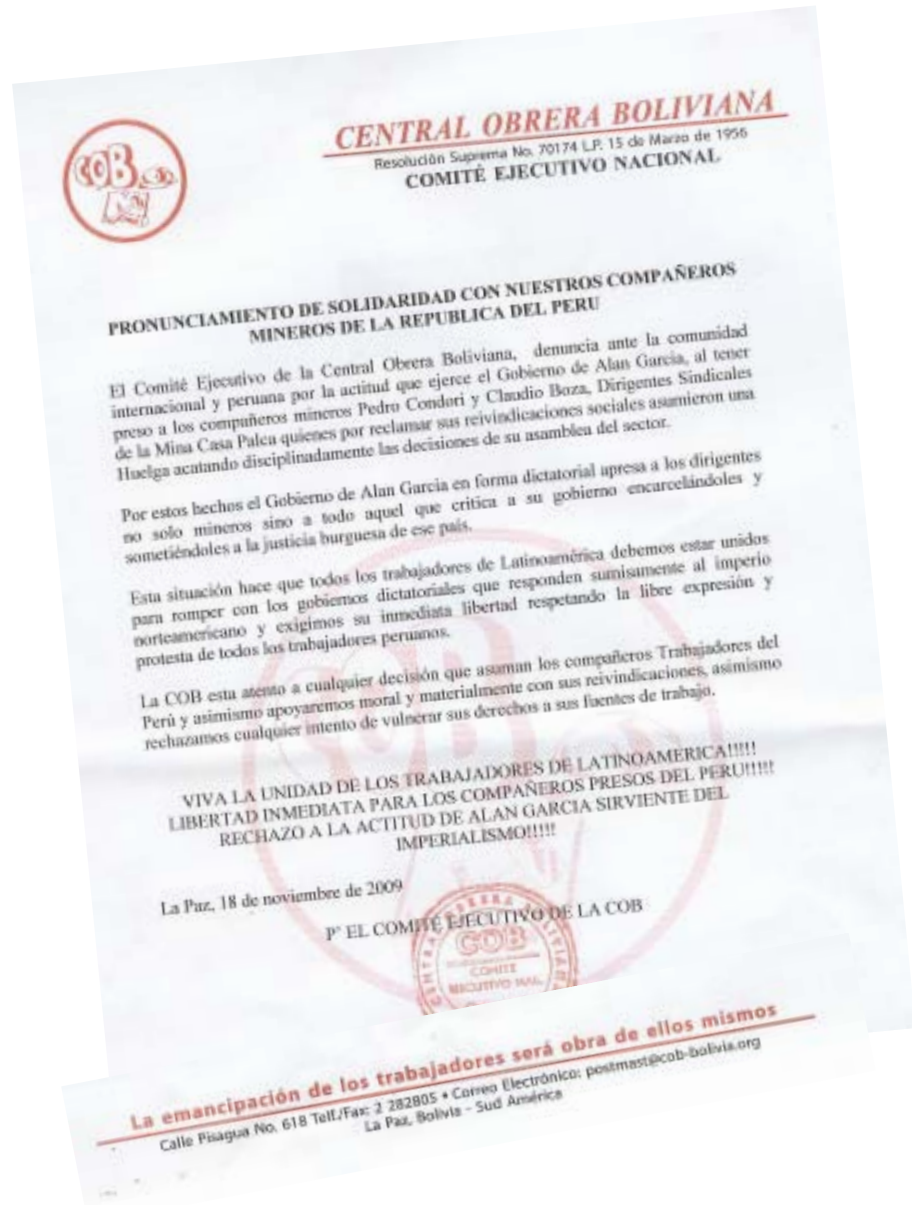 COB
CENTRAL OBRERA BOLIVIANA
Resolución Suprema No. 70174 L.P. 15 de Marzo de 1956
COMITÉ EJECUTIVO NACIONAL
PRONUNCIAMIENTO DE SOLIDARIDAD CON NUESTROS COMPAÑEROS
MINEROS DE LA REPUBLICA DEL PERU
El Comité Ejecutivo de la Central Obrera Boliviana, denuncia ante la comunidad
internacional y peruana por la actitud que ejerce el Gobierno de Alan Garcia, al tener
preso a los compañeros mineros Pedro Condori y Claudio Boza, Dirigentes Sindicales
de la Mina Casa Palca quienes por reclamar sus reivindicaciones sociales asumieron una
Huelga acatando disciplinadamente las decisiones de su asamblea del sector.
Por estos hechos el Gobierno de Alan Garcia en forma dictatorial apresa a los dirigentes
no solo mineros sino a todo aquel que critica a su gobierno encarcelándoles y
sometiéndoles a la justicia burguesa de ese país.
Esta situación hace que todos los trabajadores de Latinoamérica debemos estar unidos
para romper con los gobiernos dictatoriales que responden sumisamente al imperio
norteamericano y exigimos su inmediata libertad respetando la libre expresión y
protesta de todos los trabajadores peruanos.
La COB esta atento a cualquier decisión que asuman los compañeros Trabajadores del
Perú y asimismo apoyaremos moral y materialmente con sus reivindicaciones, asimismo
rechazamos cualquier intento de vulnerar sus derechos a sus fuentes de trabajo.
VIVA LA UNIDAD DE LOS TRABAJADORES DE LATINOAMERICA!!!!!
LIBERTAD INMEDIATA PARA LOS COMPAÑEROS PRESOS DEL PERU!!!!!
RECHAZO A LA ACTITUD DE ALAN GARCIA SIRVIENTE DEL
IMPERIALISMO!!!!!
La Paz, 18 de noviembre de 2009
P' EL COMITÉ EJECUTIVO DE LA COB
CENTRAL OBRERA BOLIVIANA
COB
COMITE
EJECUTIVO NAL.
La emancipación de los trabajadores será obra de ellos mismos
Calle Pisagua No. 618 Telf./Fax: 2 282805 • Correo Electrónico: postmast@cob-bolivia.org
La Paz, Bolivia - Sud América